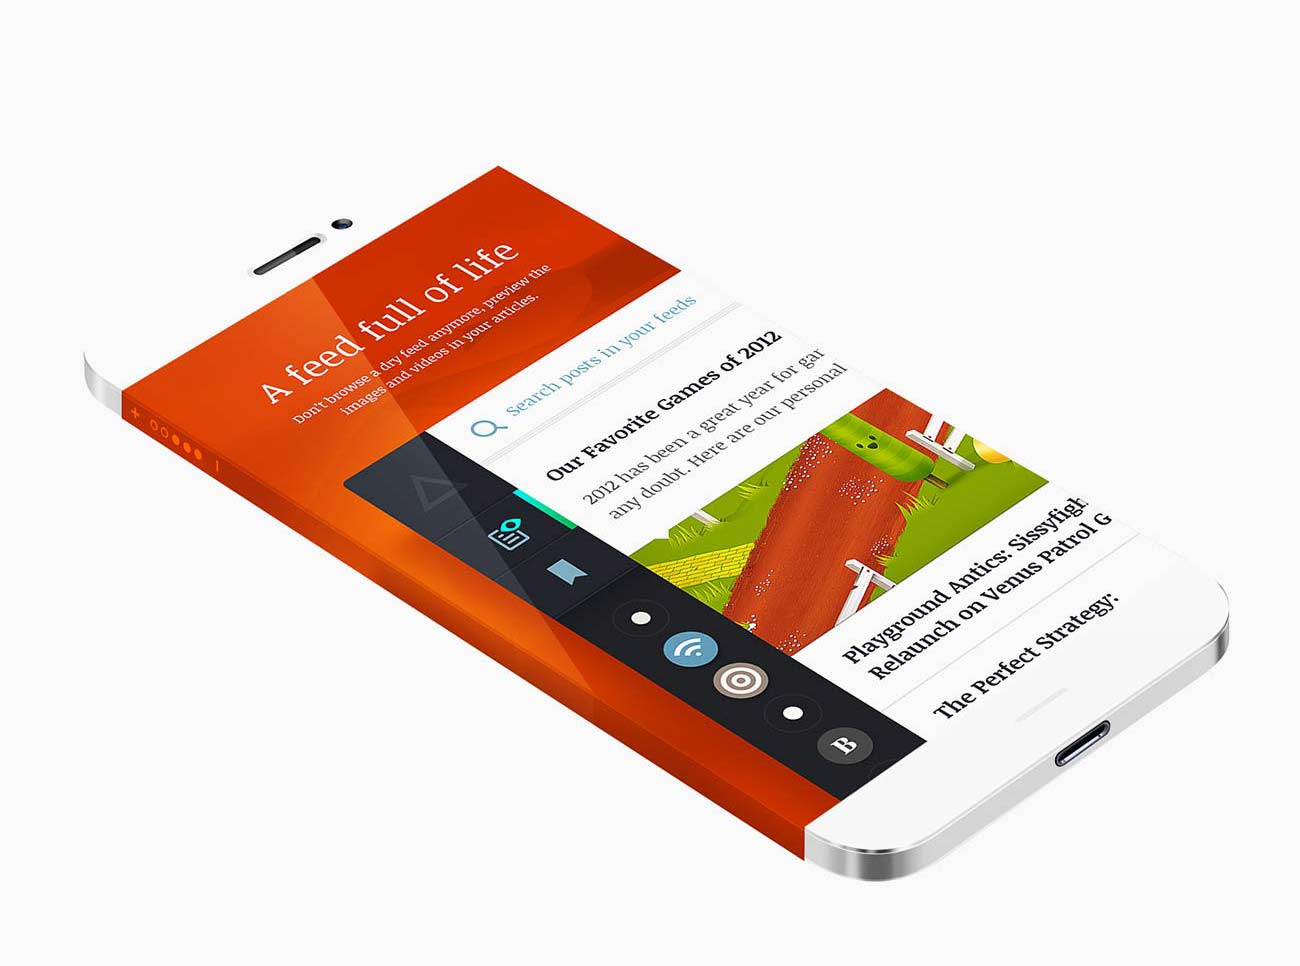 A feed full of life
Don't browse a dry feed anymore, preview the
images and videos in your articles.
Search posts in your feeds
Our Favorite Games of 2012
2012 has been a great year for gar
any doubt. Here are our personal
Playground Antics: Sissyfigh
Relaunch on Venus Patrol G
The Perfect Strategy:
B